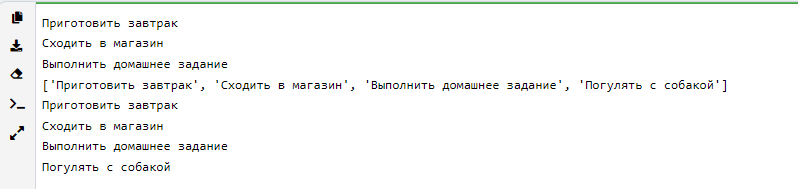 Приготовить завтрак
Сходить в магазин
Выполнить домашнее задание
['Приготовить завтрак', 'Сходить в магазин', 'Выполнить домашнее задание', 'Погулять с собакой']
Приготовить завтрак
Сходить в магазин
Выполнить домашнее задание
Погулять с собакой